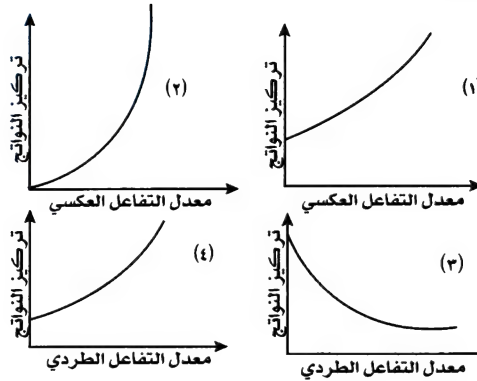 تركيز النواتج
(١)
معدل التفاعل العكسي
تركيز النواتج
(٢)
معدل التفاعل العكسي
تركيز النواتج
(٣)
معدل التفاعل الطردي
تركيز النواتج
(٤)
معدل التفاعل الطردي